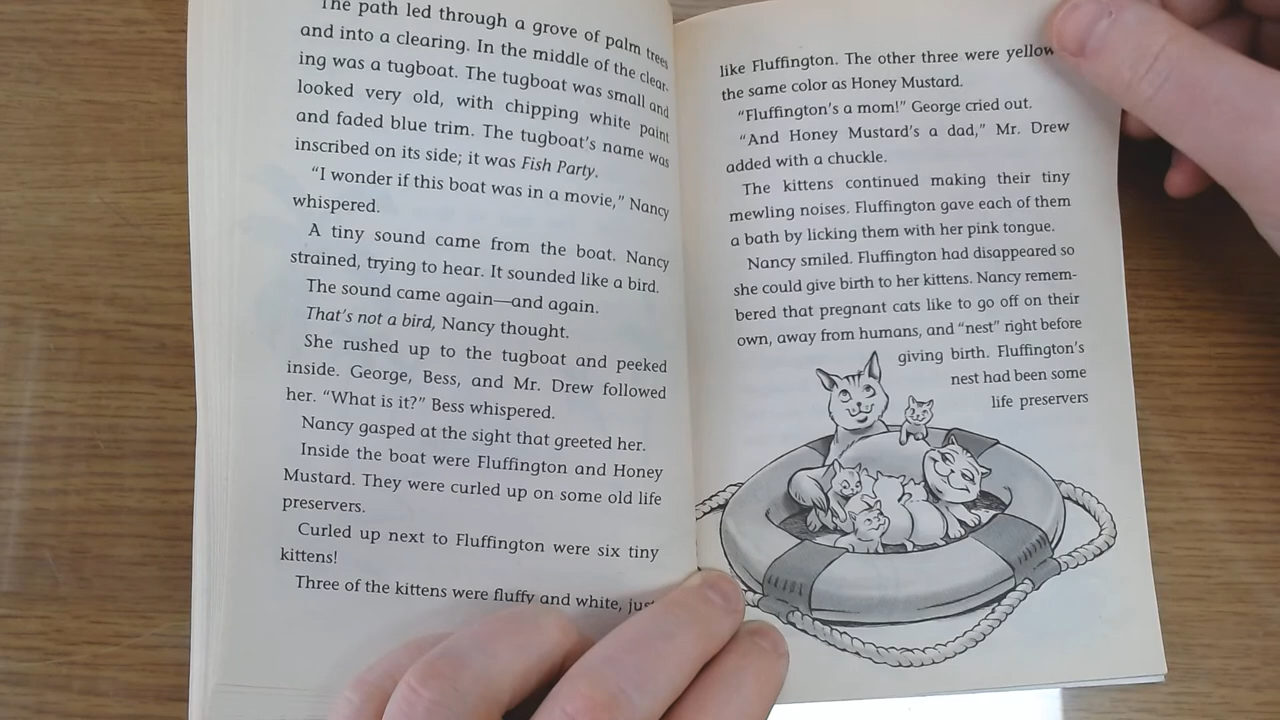 The path led through a grove of palm trees
and into a clearing. In the middle of the clear-
ing was a tugboat. The tugboat was small and
looked very old, with chipping white paint
and faded blue trim. The tugboat's name was
inscribed on its side; it was Fish Party.
"I wonder if this boat was in a movie," Nancy
whispered.
A tiny sound came from the boat. Nancy
strained, trying to hear. It sounded like a bird.
The sound came again—and again.
That's not a bird, Nancy thought.
She rushed up to the tugboat and peeked
inside. George, Bess, and Mr. Drew followed
her. "What is it?" Bess whispered.
Nancy gasped at the sight that greeted her.
Inside the boat were Fluffington and Honey
Mustard. They were curled up on some old life
preservers.
Curled up next to Fluffington were six tiny
kittens!
Three of the kittens were fluffy and white, just
like Fluffington. The other three were yellow
the same color as Honey Mustard.
"Fluffington's a mom!" George cried out.
"And Honey Mustard's a dad," Mr. Drew
added with a chuckle.
The kittens continued making their tiny
mewling noises. Fluffington gave each of them
a bath by licking them with her pink tongue.
Nancy smiled. Fluffington had disappeared so
she could give birth to her kittens. Nancy remem-
bered that pregnant cats like to go off on their
own, away from humans, and "nest" right before
giving birth. Fluffington's
nest had been some
life preservers